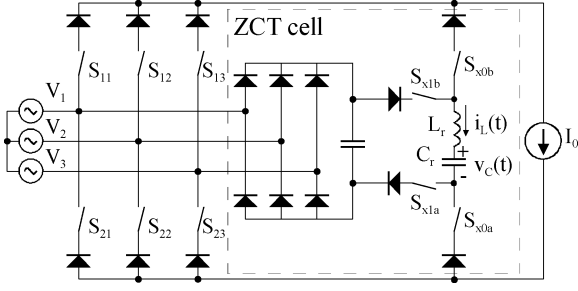 ZCT cell
S11 S12 S13 Sx1b Sx0b
V1
V2
V3
Lr iL(t)
Cr + vC(t)
-
I0
Sx1a
S21 S22 S23 Sx0a